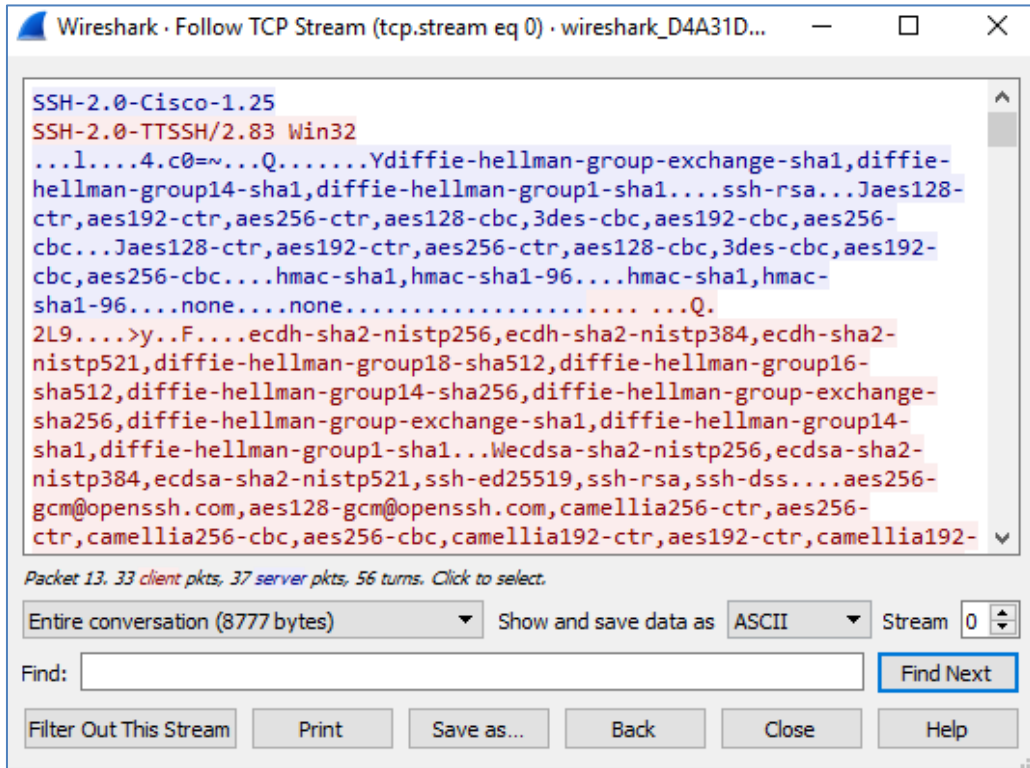 Wireshark · Follow TCP Stream (tcp.stream eq 0) · wireshark_D4A31D...
SSH-2.0-Cisco-1.25
SSH-2.0-TTSSH/2.83 Win32
...l....4.c0=~...Q.......Ydiffie-hellman-group-exchange-sha1,diffie-
hellman-group14-sha1,diffie-hellman-group1-sha1....ssh-rsa...Jaes128-
ctr,aes192-ctr,aes256-ctr,aes128-cbc,3des-cbc,aes192-cbc,aes256-
cbc...Jaes128-ctr,aes192-ctr,aes256-ctr,aes128-cbc,3des-cbc,aes192-
cbc,aes256-cbc....hmac-sha1,hmac-sha1-96....hmac-sha1,hmac-
sha1-96....none....none..................... ...Q.
2L9....>y..F....ecdh-sha2-nistp256,ecdh-sha2-nistp384,ecdh-sha2-
nistp521,diffie-hellman-group18-sha512,diffie-hellman-group16-
sha512,diffie-hellman-group14-sha256,diffie-hellman-group-exchange-
sha256,diffie-hellman-group-exchange-sha1,diffie-hellman-group14-
sha1,diffie-hellman-group1-sha1...Wecdsa-sha2-nistp256,ecdsa-sha2-
nistp384,ecdsa-sha2-nistp521,ssh-ed25519,ssh-rsa,ssh-dss....aes256-
gcm@openssh.com,aes128-gcm@openssh.com,camellia256-ctr,aes256-
ctr,camellia256-cbc,aes256-cbc,camellia192-ctr,aes192-ctr,camellia192-
Packet 13. 33 client pkts, 37 server pkts, 56 turns. Click to select.
Entire conversation (8777 bytes) Show and save data as ASCII Stream 0
Find: Find Next
Filter Out This Stream Print Save as... Back Close Help